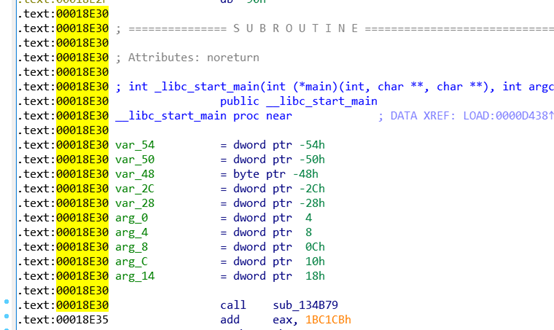 .text:00018E2F db 90h
.text:00018E30
.text:00018E30 ; =============== S U B R O U T I N E =============================
.text:00018E30
.text:00018E30 ; Attributes: noreturn
.text:00018E30
.text:00018E30 ; int _libc_start_main(int (*main)(int, char **, char **), int argc
.text:00018E30 public __libc_start_main
.text:00018E30 __libc_start_main proc near ; DATA XREF: LOAD:0000D438↑
.text:00018E30
.text:00018E30 var_54 = dword ptr -54h
.text:00018E30 var_50 = dword ptr -50h
.text:00018E30 var_48 = byte ptr -48h
.text:00018E30 var_2C = dword ptr -2Ch
.text:00018E30 var_28 = dword ptr -28h
.text:00018E30 arg_0 = dword ptr 4
.text:00018E30 arg_4 = dword ptr 8
.text:00018E30 arg_8 = dword ptr 0Ch
.text:00018E30 arg_C = dword ptr 10h
.text:00018E30 arg_14 = dword ptr 18h
.text:00018E30
.text:00018E30 call sub_134B79
.text:00018E35 add eax, 1BC1CBh